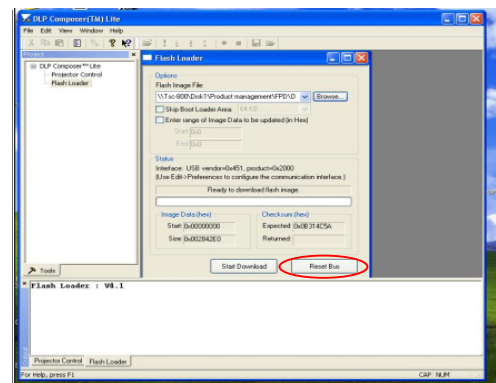 DLP Composer(TM) Lite
File Edit View Window Help
Project
DLP Composer™ Lite
Projector Control
Flash Loader
Tools
Flash Loader
Options
Flash Image File:
\\Tsc-808\Disk1\Product management\FPD\D
Browse...
Skip Boot Loader Area: 64 KB
Enter range of Image Data to be updated (in Hex)
Start: 0x0
End: 0x0
Status
Interface: USB vendor=0x451, product=0x2000
(Use Edit->Preferences to configure the communication interface.)
Ready to download flash image.
Image Data (hex)
Start: 0x00000000
Size: 0x002842E0
Checksum (hex)
Expected: 0x0B314C5A
Returned:
Start Download
Reset Bus
Flash Loader : V4.1
Projector Control Flash Loader
For Help, press F1
CAP NUM